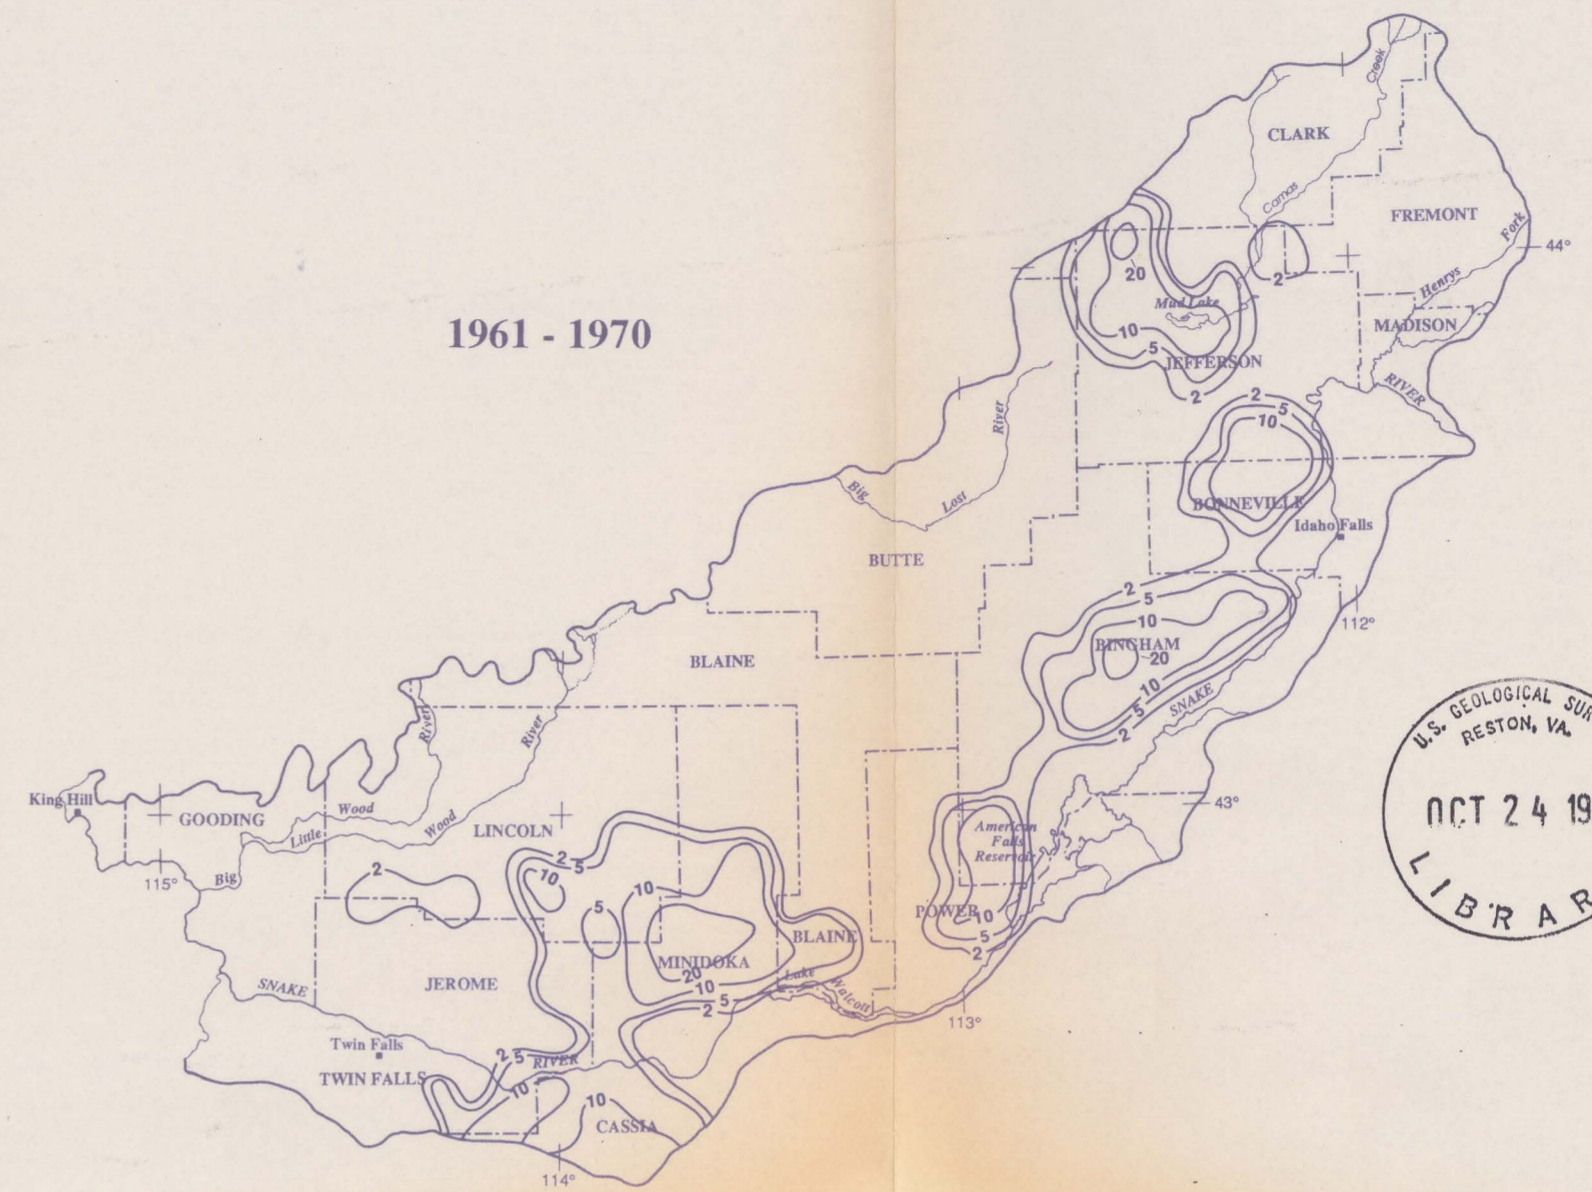 Creek
CLARK
Camas
FREMONT
Fork
44°
Henrys
20
2
Mud Lake
MADISON
1961 - 1970
10
5
JEFFERSON
RIVER
2
2
5
10
River
Big
Lost
BONNEVILLE
Idaho Falls
BUTTE
2
5
10
112°
BINGHAM
20
BLAINE
10
SNAKE
5
2
U.S. GEOLOGICAL
RESTON, VA.
OCT 24 19
River
River
King Hill
GOODING
Wood
Little
Wood
LINCOLN
43°
American
Falls
Reservoir
2
5
10
10
115°
Big
2
5
POWER
10
5
2
BLAINE
MINIDOKA
20
10
5
2
Lake
Walcott
JEROME
SNAKE
113°
Twin Falls
2
5
RIVER
TWIN FALLS
10
10
CASSIA
114°